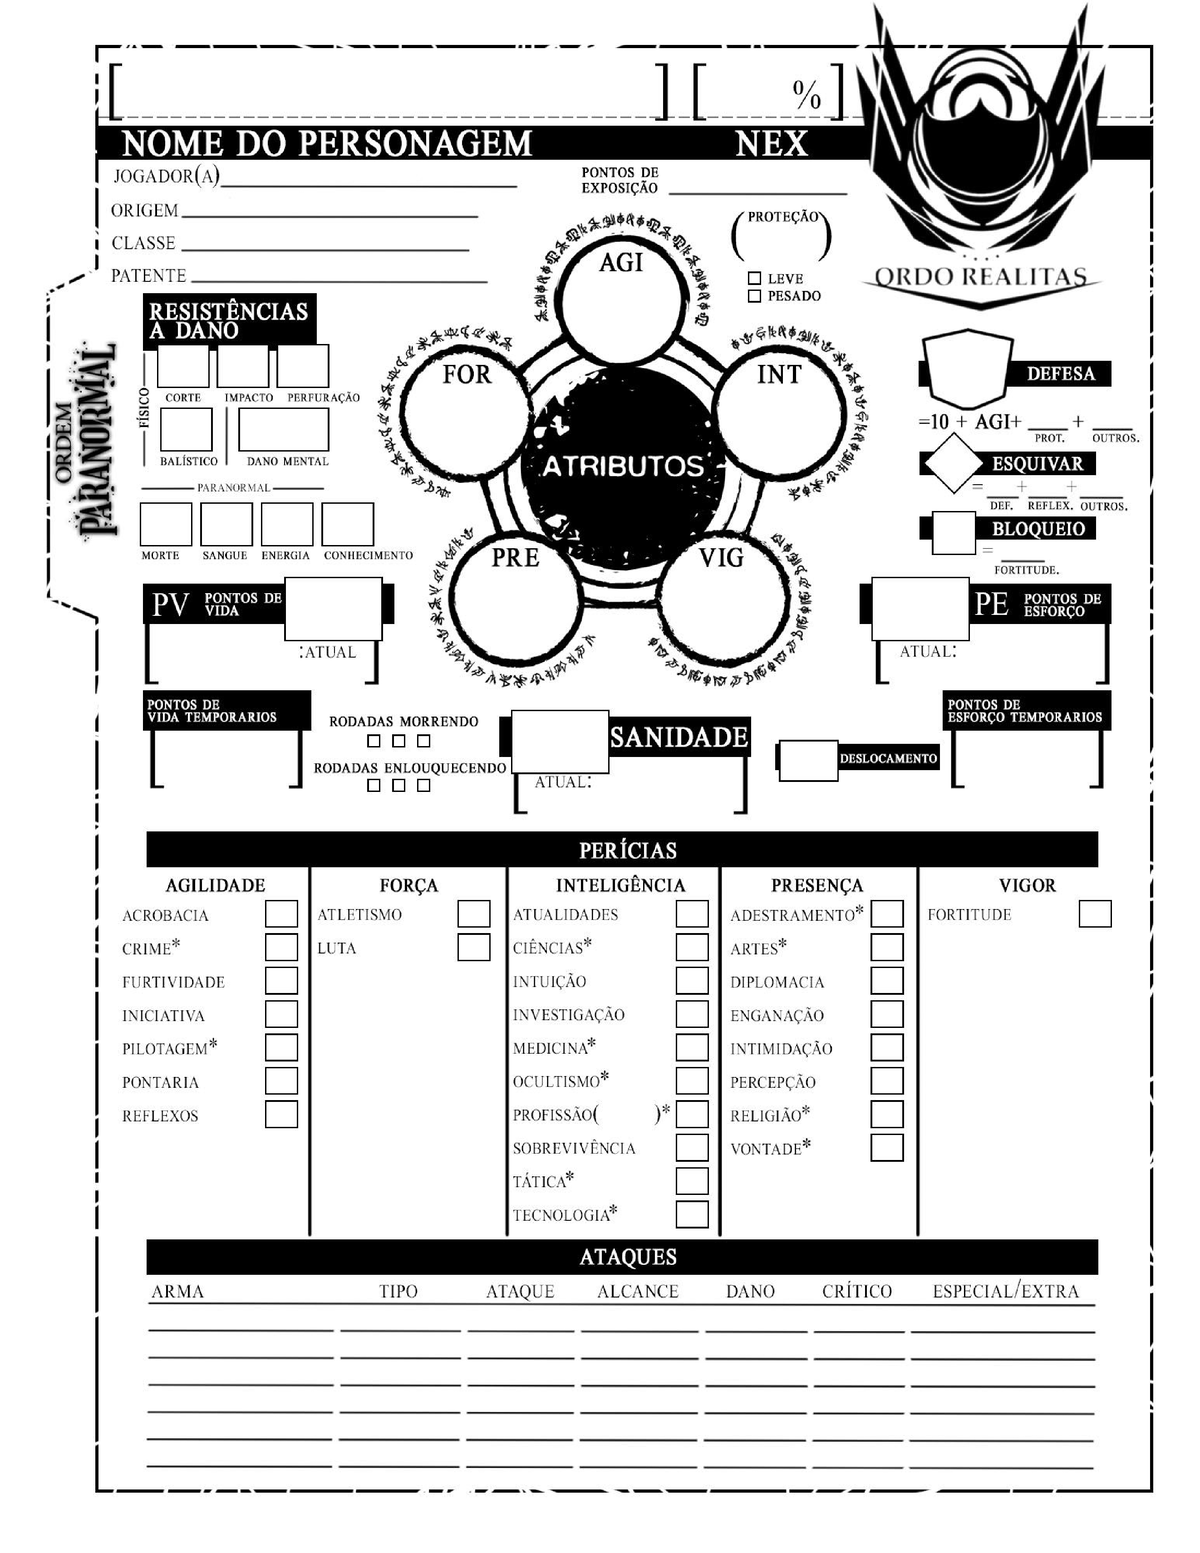 %
NOME DO PERSONAGEM NEX
JOGADOR(A)
PONTOS DE
EXPOSIÇÃO
ORIGEM
CLASSE
PATENTE
(PROTEÇÃO)
LEVE
PESADO
ORDO REALITAS
ORDEM
PARANORMAL
RESISTÊNCIAS
A DANO
FÍSICO
CORTE IMPACTO PERFURAÇÃO
BALÍSTICO DANO MENTAL
PARANORMAL
MORTE SANGUE ENERGIA CONHECIMENTO
AGI
FOR
INT
ATRIBUTOS
PRE
VIG
DEFESA
=10 + AGI+ ____ + ____
PROT. OUTROS.
ESQUIVAR
= ____ + ____ + ____
DEF. REFLEX. OUTROS.
BLOQUEIO
= ____
FORTITUDE.
PV PONTOS DE
VIDA
:ATUAL
PE PONTOS DE
ESFORÇO
ATUAL:
PONTOS DE
VIDA TEMPORARIOS
RODADAS MORRENDO
RODADAS ENLOUQUECENDO
SANIDADE
ATUAL:
DESLOCAMENTO
PONTOS DE
ESFORÇO TEMPORARIOS
PERÍCIAS
AGILIDADE
ACROBACIA
CRIME*
FURTIVIDADE
INICIATIVA
PILOTAGEM*
PONTARIA
REFLEXOS
FORÇA
ATLETISMO
LUTA
INTELIGÊNCIA
ATUALIDADES
CIÊNCIAS*
INTUIÇÃO
INVESTIGAÇÃO
MEDICINA*
OCULTISMO*
PROFISSÃO( )*
SOBREVIVÊNCIA
TÁTICA*
TECNOLOGIA*
PRESENÇA
ADESTRAMENTO*
ARTES*
DIPLOMACIA
ENGANAÇÃO
INTIMIDAÇÃO
PERCEPÇÃO
RELIGIÃO*
VONTADE*
VIGOR
FORTITUDE
ATAQUES
ARMA TIPO ATAQUE ALCANCE DANO CRÍTICO ESPECIAL/EXTRA